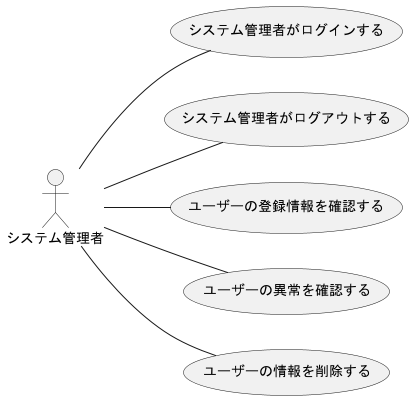 システム管理者がログインする
システム管理者がログアウトする
システム管理者
ユーザーの登録情報を確認する
ユーザーの異常を確認する
ユーザーの情報を削除する